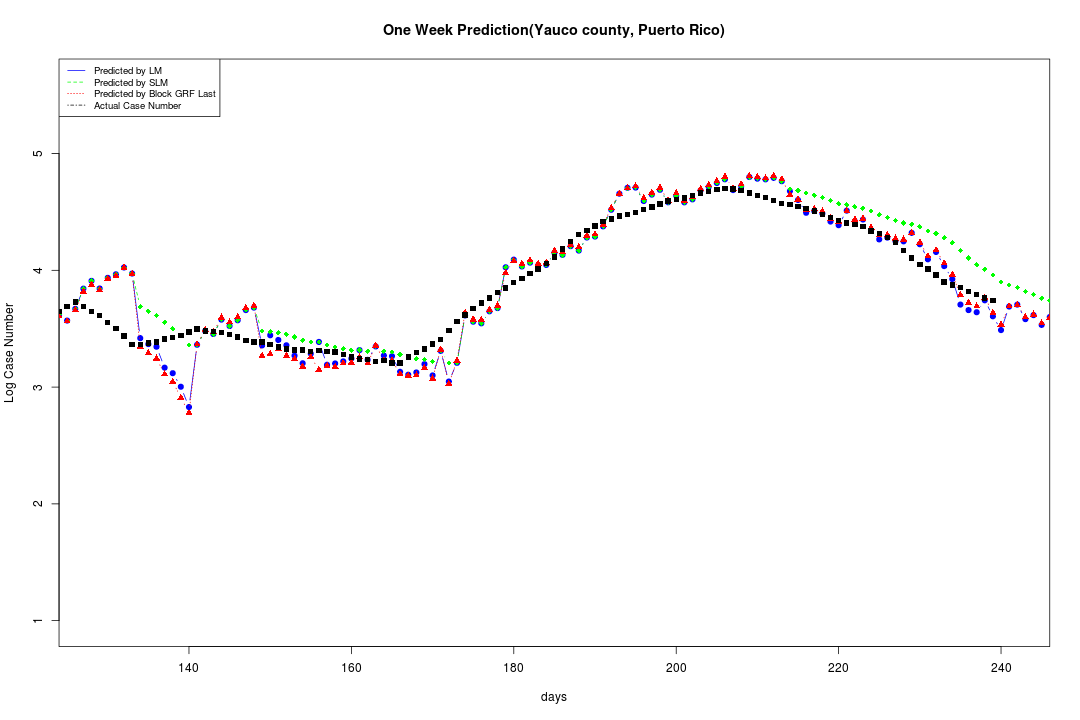 One Week Prediction(Yauco county, Puerto Rico)
Predicted by LM
Predicted by SLM
Predicted by Block GRF Last
Actual Case Number
5
4
3
2
1
Log Case Number
140 160 180 200 220 240
days